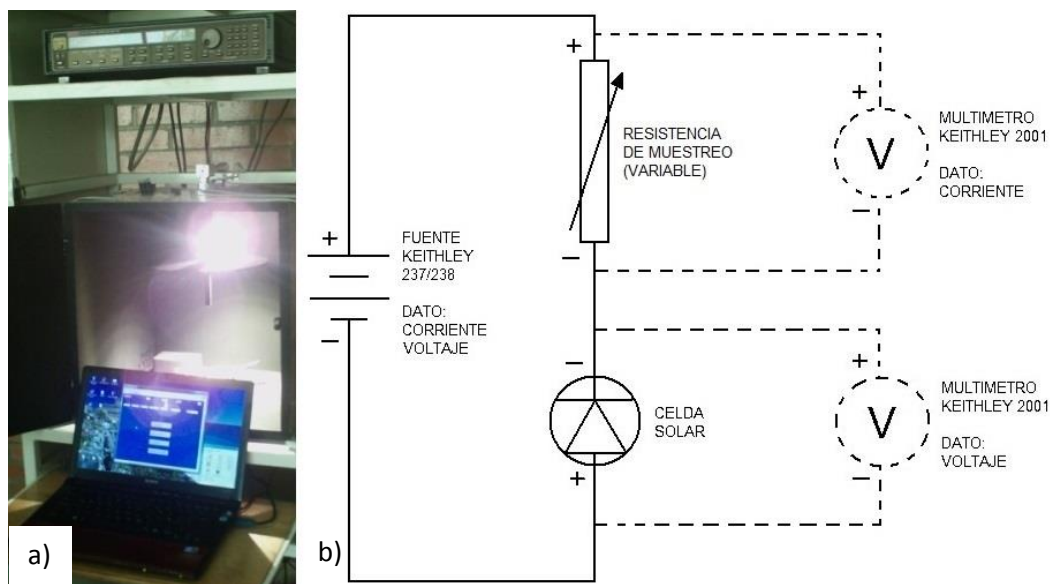 a)
b)
+
FUENTE
KEITHLEY
237/238
DATO:
CORRIENTE
VOLTAJE
−
+
RESISTENCIA
DE MUESTREO
(VARIABLE)
−
+
V
−
MULTIMETRO
KEITHLEY 2001
DATO:
CORRIENTE
−
CELDA
SOLAR
+
+
V
−
MULTIMETRO
KEITHLEY 2001
DATO:
VOLTAJE